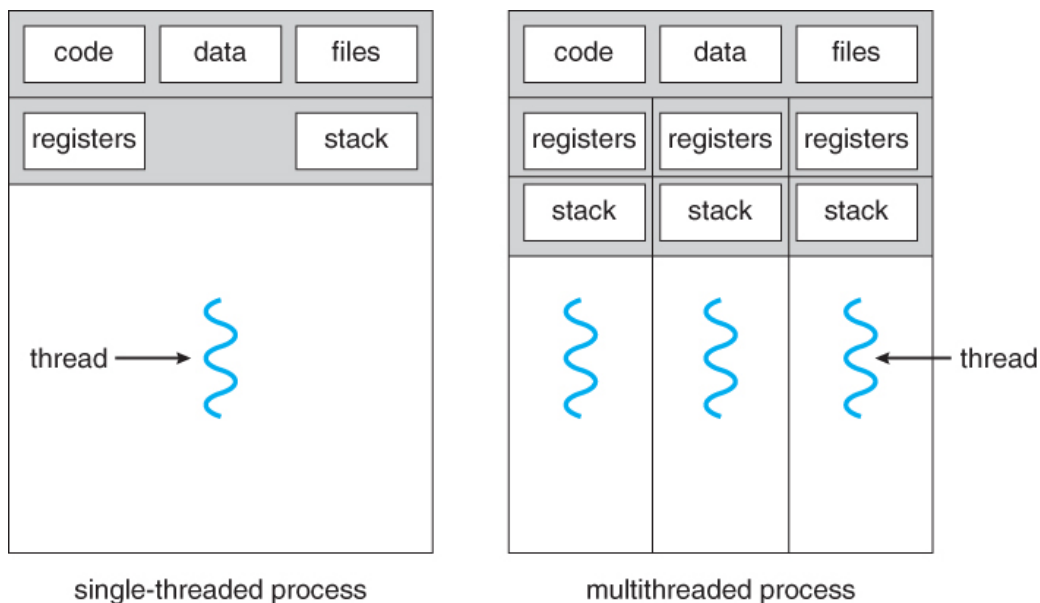 code data files
registers stack
thread
single-threaded process
code data files
registers registers registers
stack stack stack
thread
multithreaded process